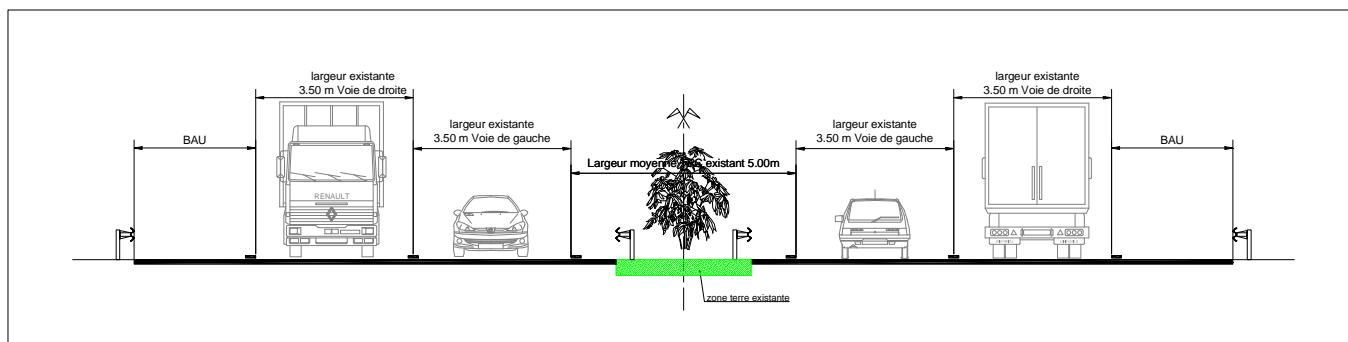 largeur existante
3.50 m Voie de droite
largeur existante
3.50 m Voie de droite
largeur existante
3.50 m Voie de gauche
largeur existante
3.50 m Voie de gauche
BAU
BAU
Largeur moyenne existant 5.00m
RENAULT
zone terre existante